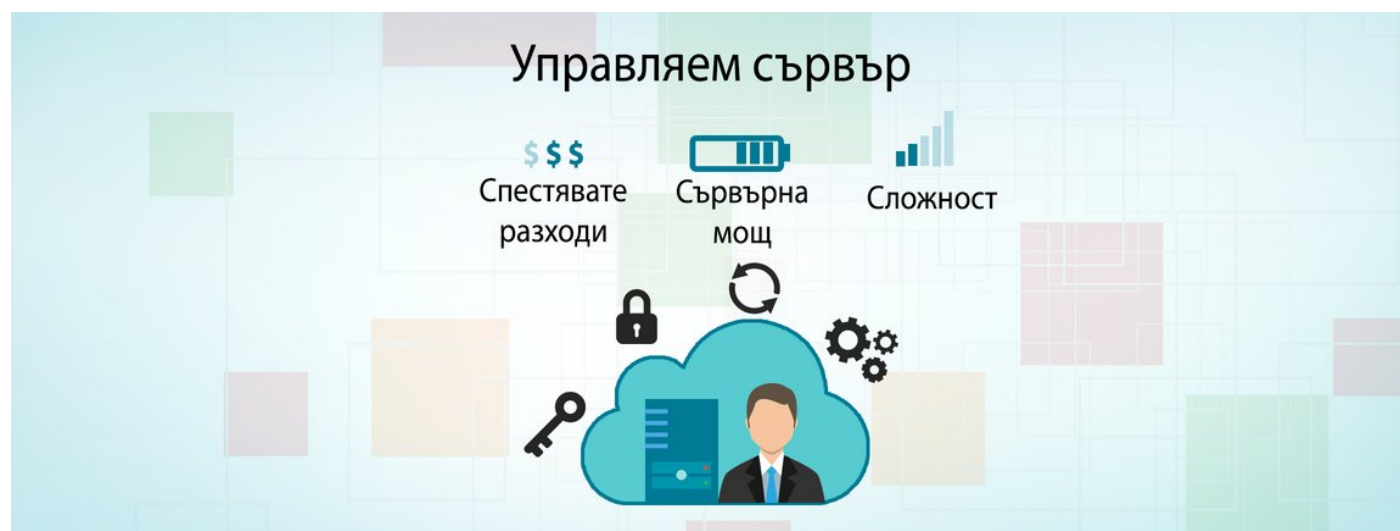 Управляем сървър
$ $ $
Спестявате
разходи
Сървърна
мощ
Сложност